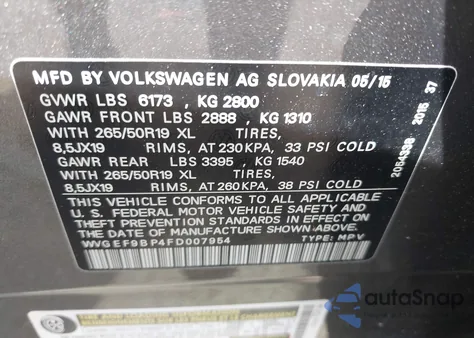 MFD BY VOLKSWAGEN AG SLOVAKIA 05/15
GVWR LBS 6173 , KG 2800
GAWR FRONT LBS 2888 , KG 1310
WITH 265/50R19 XL TIRES,
8,5JX19 RIMS, AT 230KPA, 33 PSI COLD
GAWR REAR LBS 3395 , KG 1540
WITH 265/50R19 XL TIRES,
8,5JX19 RIMS, AT 260KPA, 38 PSI COLD
THIS VEHICLE CONFORMS TO ALL APPLICABLE
U. S. FEDERAL MOTOR VEHICLE SAFETY AND
THEFT PREVENTION STANDARDS IN EFFECT ON THE
DATE OF MANUFACTURE SHOWN ABOVE.
WVGEF9BP4FD007954 TYPE: MPV
2054338 2015 37
autoSnap